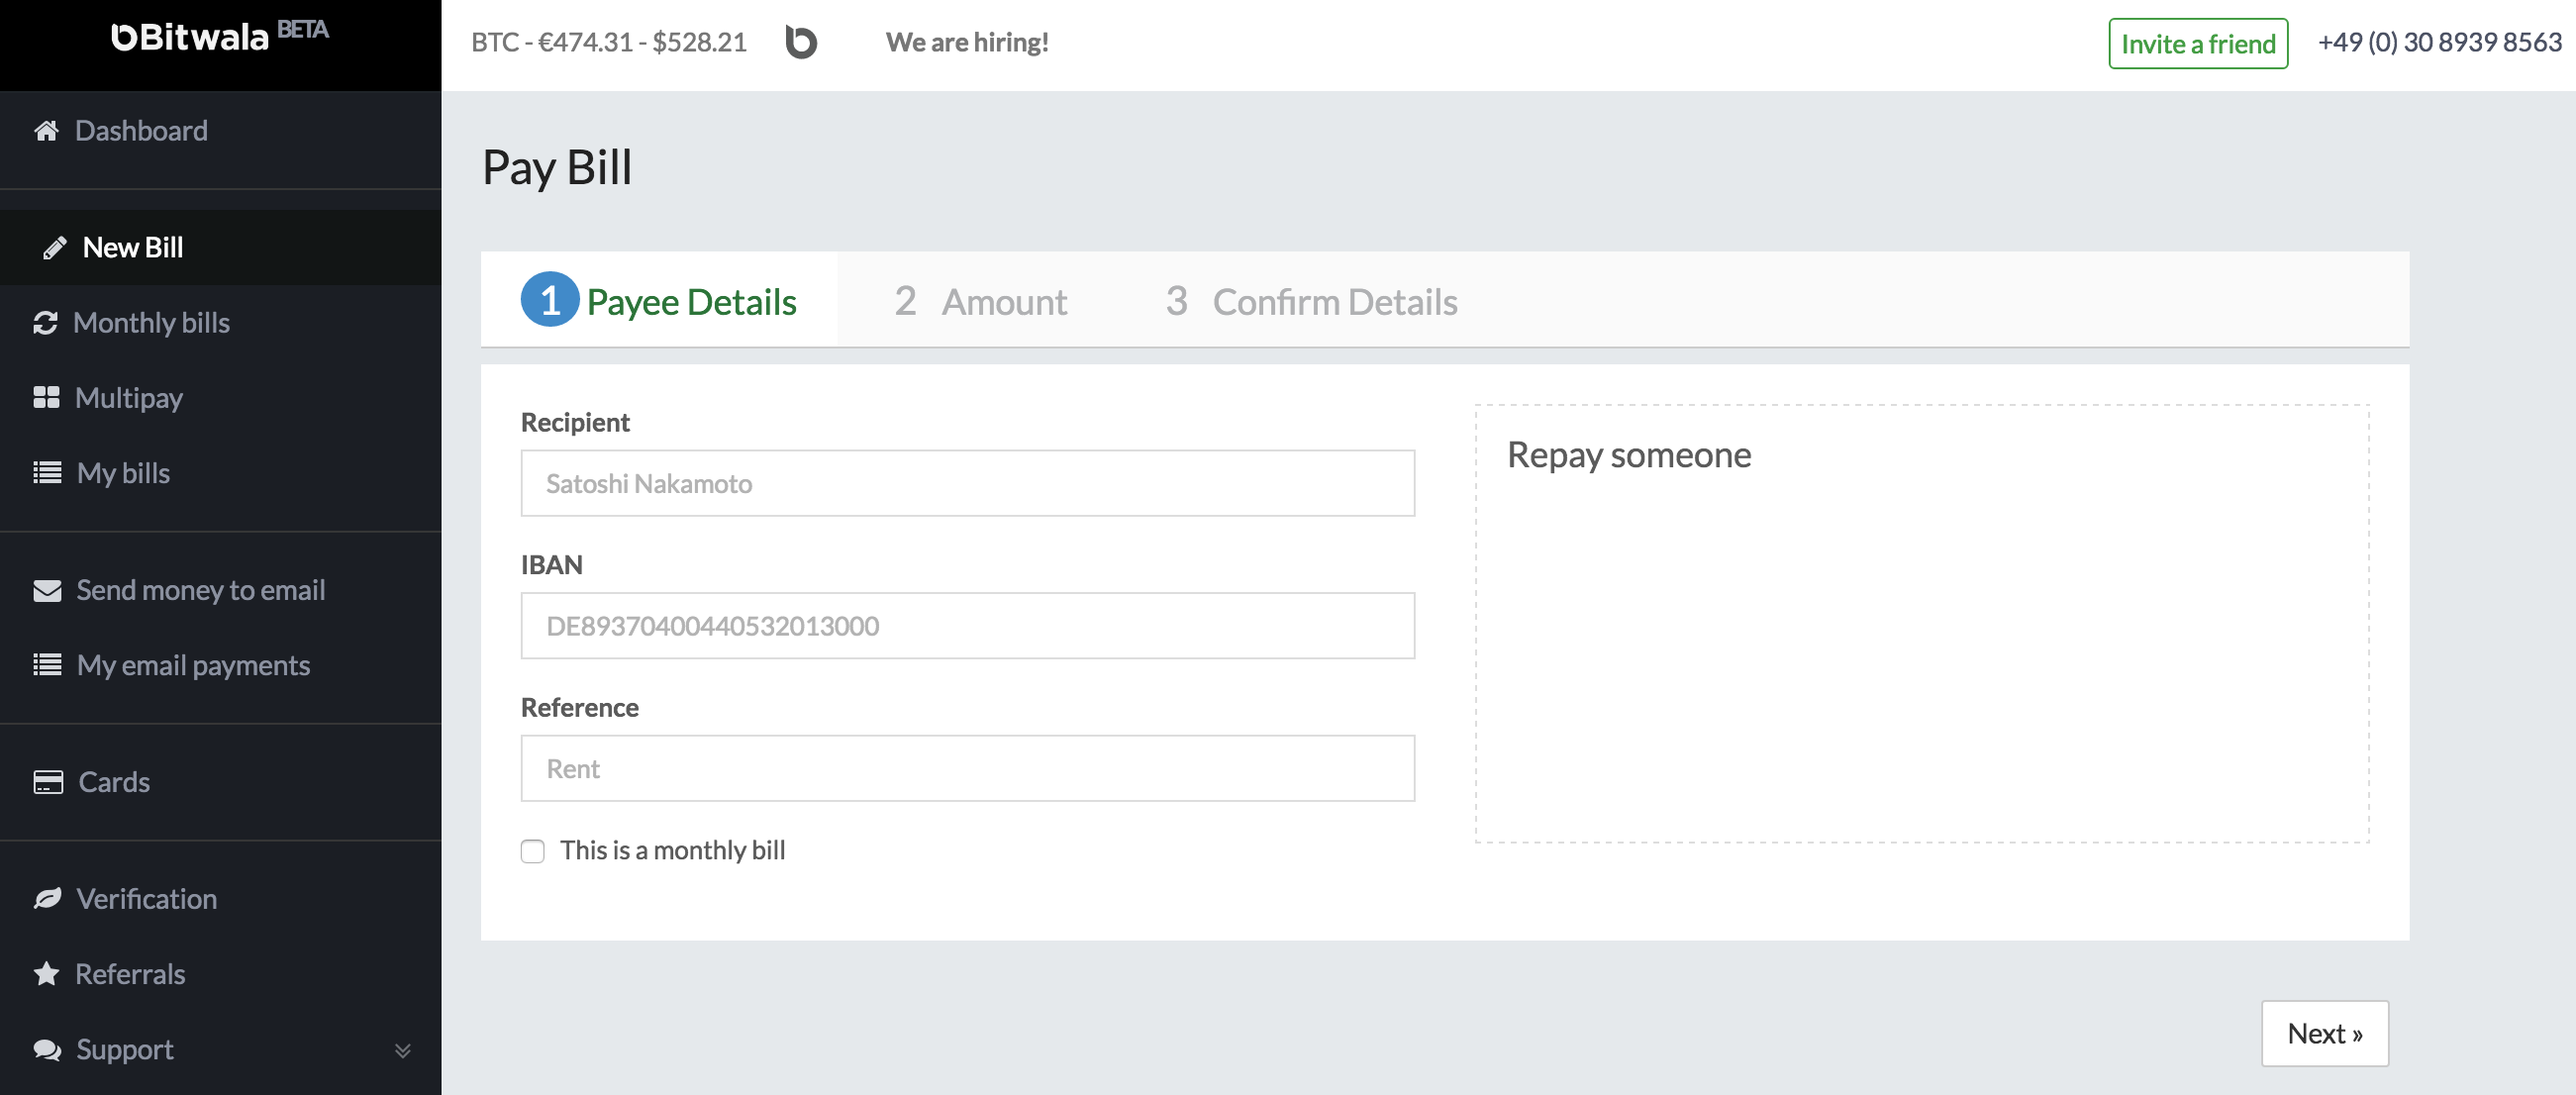 Bitwala BETA
BTC - €474.31 - $528.21
We are hiring!
Invite a friend
+49 (0) 30 8939 8563
Dashboard
New Bill
Monthly bills
Multipay
My bills
Send money to email
My email payments
Cards
Verification
Referrals
Support
Pay Bill
1 Payee Details
2 Amount
3 Confirm Details
Recipient
Satoshi Nakamoto
IBAN
DE89370400440532013000
Reference
Rent
This is a monthly bill
Repay someone
Next »